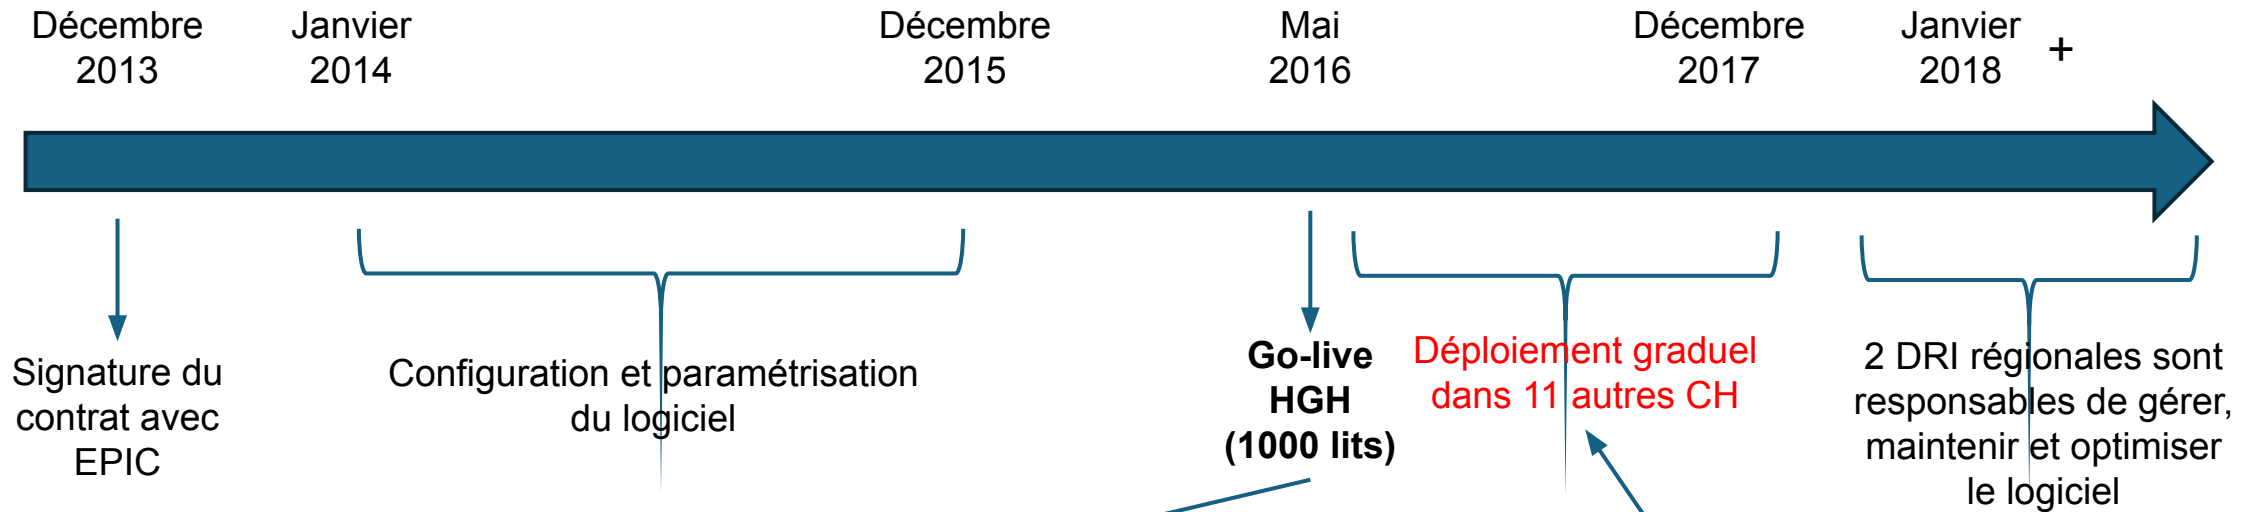 Décembre
2013
Janvier
2014
Décembre
2015
Mai
2016
Décembre
2017
Janvier
2018
+
Signature du
contrat avec
EPIC
Configuration et paramétrisation
du logiciel
Go-live
HGH
(1000 lits)
Déploiement graduel
dans 11 autres CH
2 DRI régionales sont
responsables de gérer,
maintenir et optimiser
le logiciel